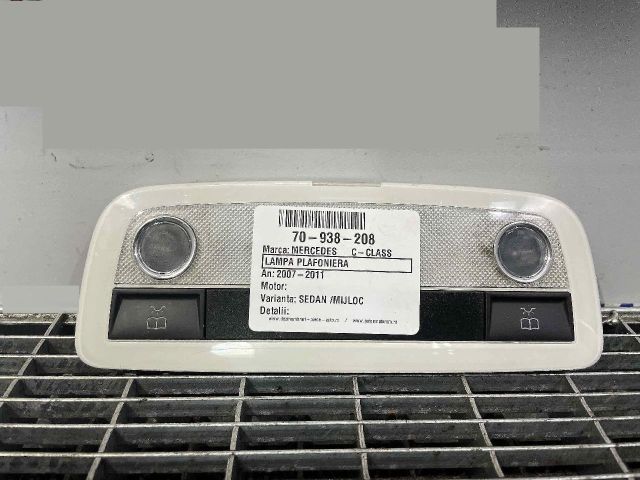 70-938-208
Marca: MERCEDES C-CLASS
LAMPA PLAFONIERA
An: 2007-2011
Motor:
Varianta: SEDAN /MIJLOC
Detalii: